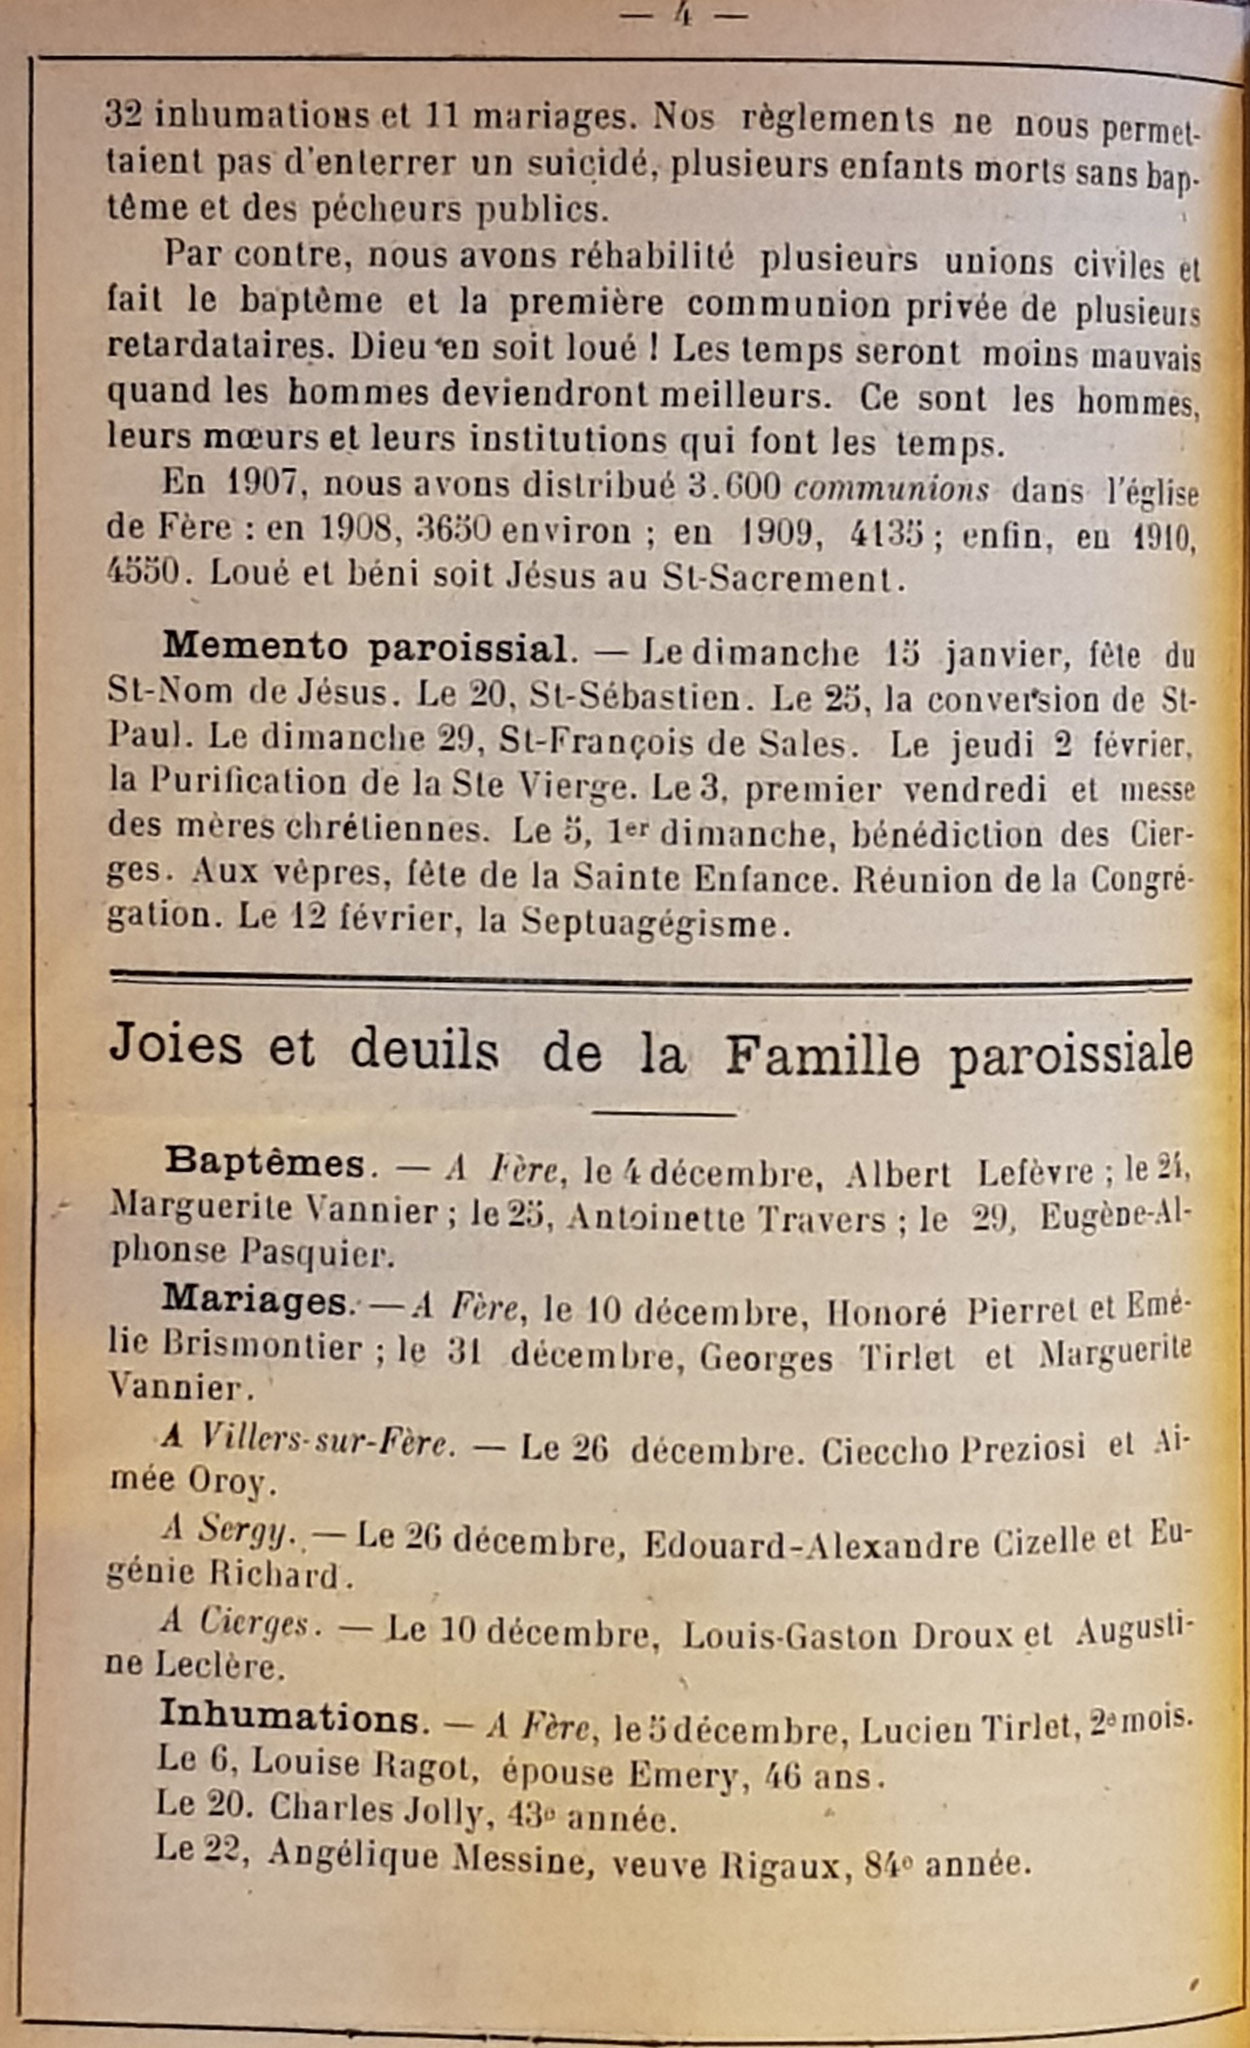 — 4 —
32 inhumations et 11 mariages. Nos règlements ne nous permet-
taient pas d'enterrer un suicidé, plusieurs enfants morts sans bap-
tême et des pécheurs publics.
Par contre, nous avons réhabilité plusieurs unions civiles et
fait le baptême et la première communion privée de plusieurs
retardataires. Dieu en soit loué ! Les temps seront moins mauvais
quand les hommes deviendront meilleurs. Ce sont les hommes,
leurs mœurs et leurs institutions qui font les temps.
En 1907, nous avons distribué 3.600 communions dans l'église
de Fère : en 1908, 3650 environ ; en 1909, 4135 ; enfin, en 1910,
4550. Loué et béni soit Jésus au St-Sacrement.
Memento paroissial. — Le dimanche 15 janvier, fête du
St-Nom de Jésus. Le 20, St-Sébastien. Le 25, la conversion de St-
Paul. Le dimanche 29, St-François de Sales. Le jeudi 2 février,
la Purification de la Ste Vierge. Le 3, premier vendredi et messe
des mères chrétiennes. Le 5, 1er dimanche, bénédiction des Cier-
ges. Aux vêpres, fête de la Sainte Enfance. Réunion de la Congré-
gation. Le 12 février, la Septuagégisme.
Joies et deuils de la Famille paroissiale
Baptêmes. — A Fère, le 4 décembre, Albert Lefèvre ; le 24,
Marguerite Vannier ; le 25, Antoinette Travers ; le 29, Eugène-Al-
phonse Pasquier.
Mariages. — A Fère, le 10 décembre, Honoré Pierret et Emé-
lie Brismontier ; le 31 décembre, Georges Tirlet et Marguerite
Vannier.
A Villers-sur-Fère. — Le 26 décembre. Cieccho Preziosi et Ai-
mée Oroy.
A Sergy. — Le 26 décembre, Edouard-Alexandre Cizelle et Eu-
génie Richard.
A Cierges. — Le 10 décembre, Louis-Gaston Droux et Augusti-
ne Leclère.
Inhumations. — A Fère, le 5 décembre, Lucien Tirlet, 2e mois.
Le 6, Louise Ragot, épouse Emery, 46 ans.
Le 20. Charles Jolly, 43e année.
Le 22, Angélique Messine, veuve Rigaux, 84e année.